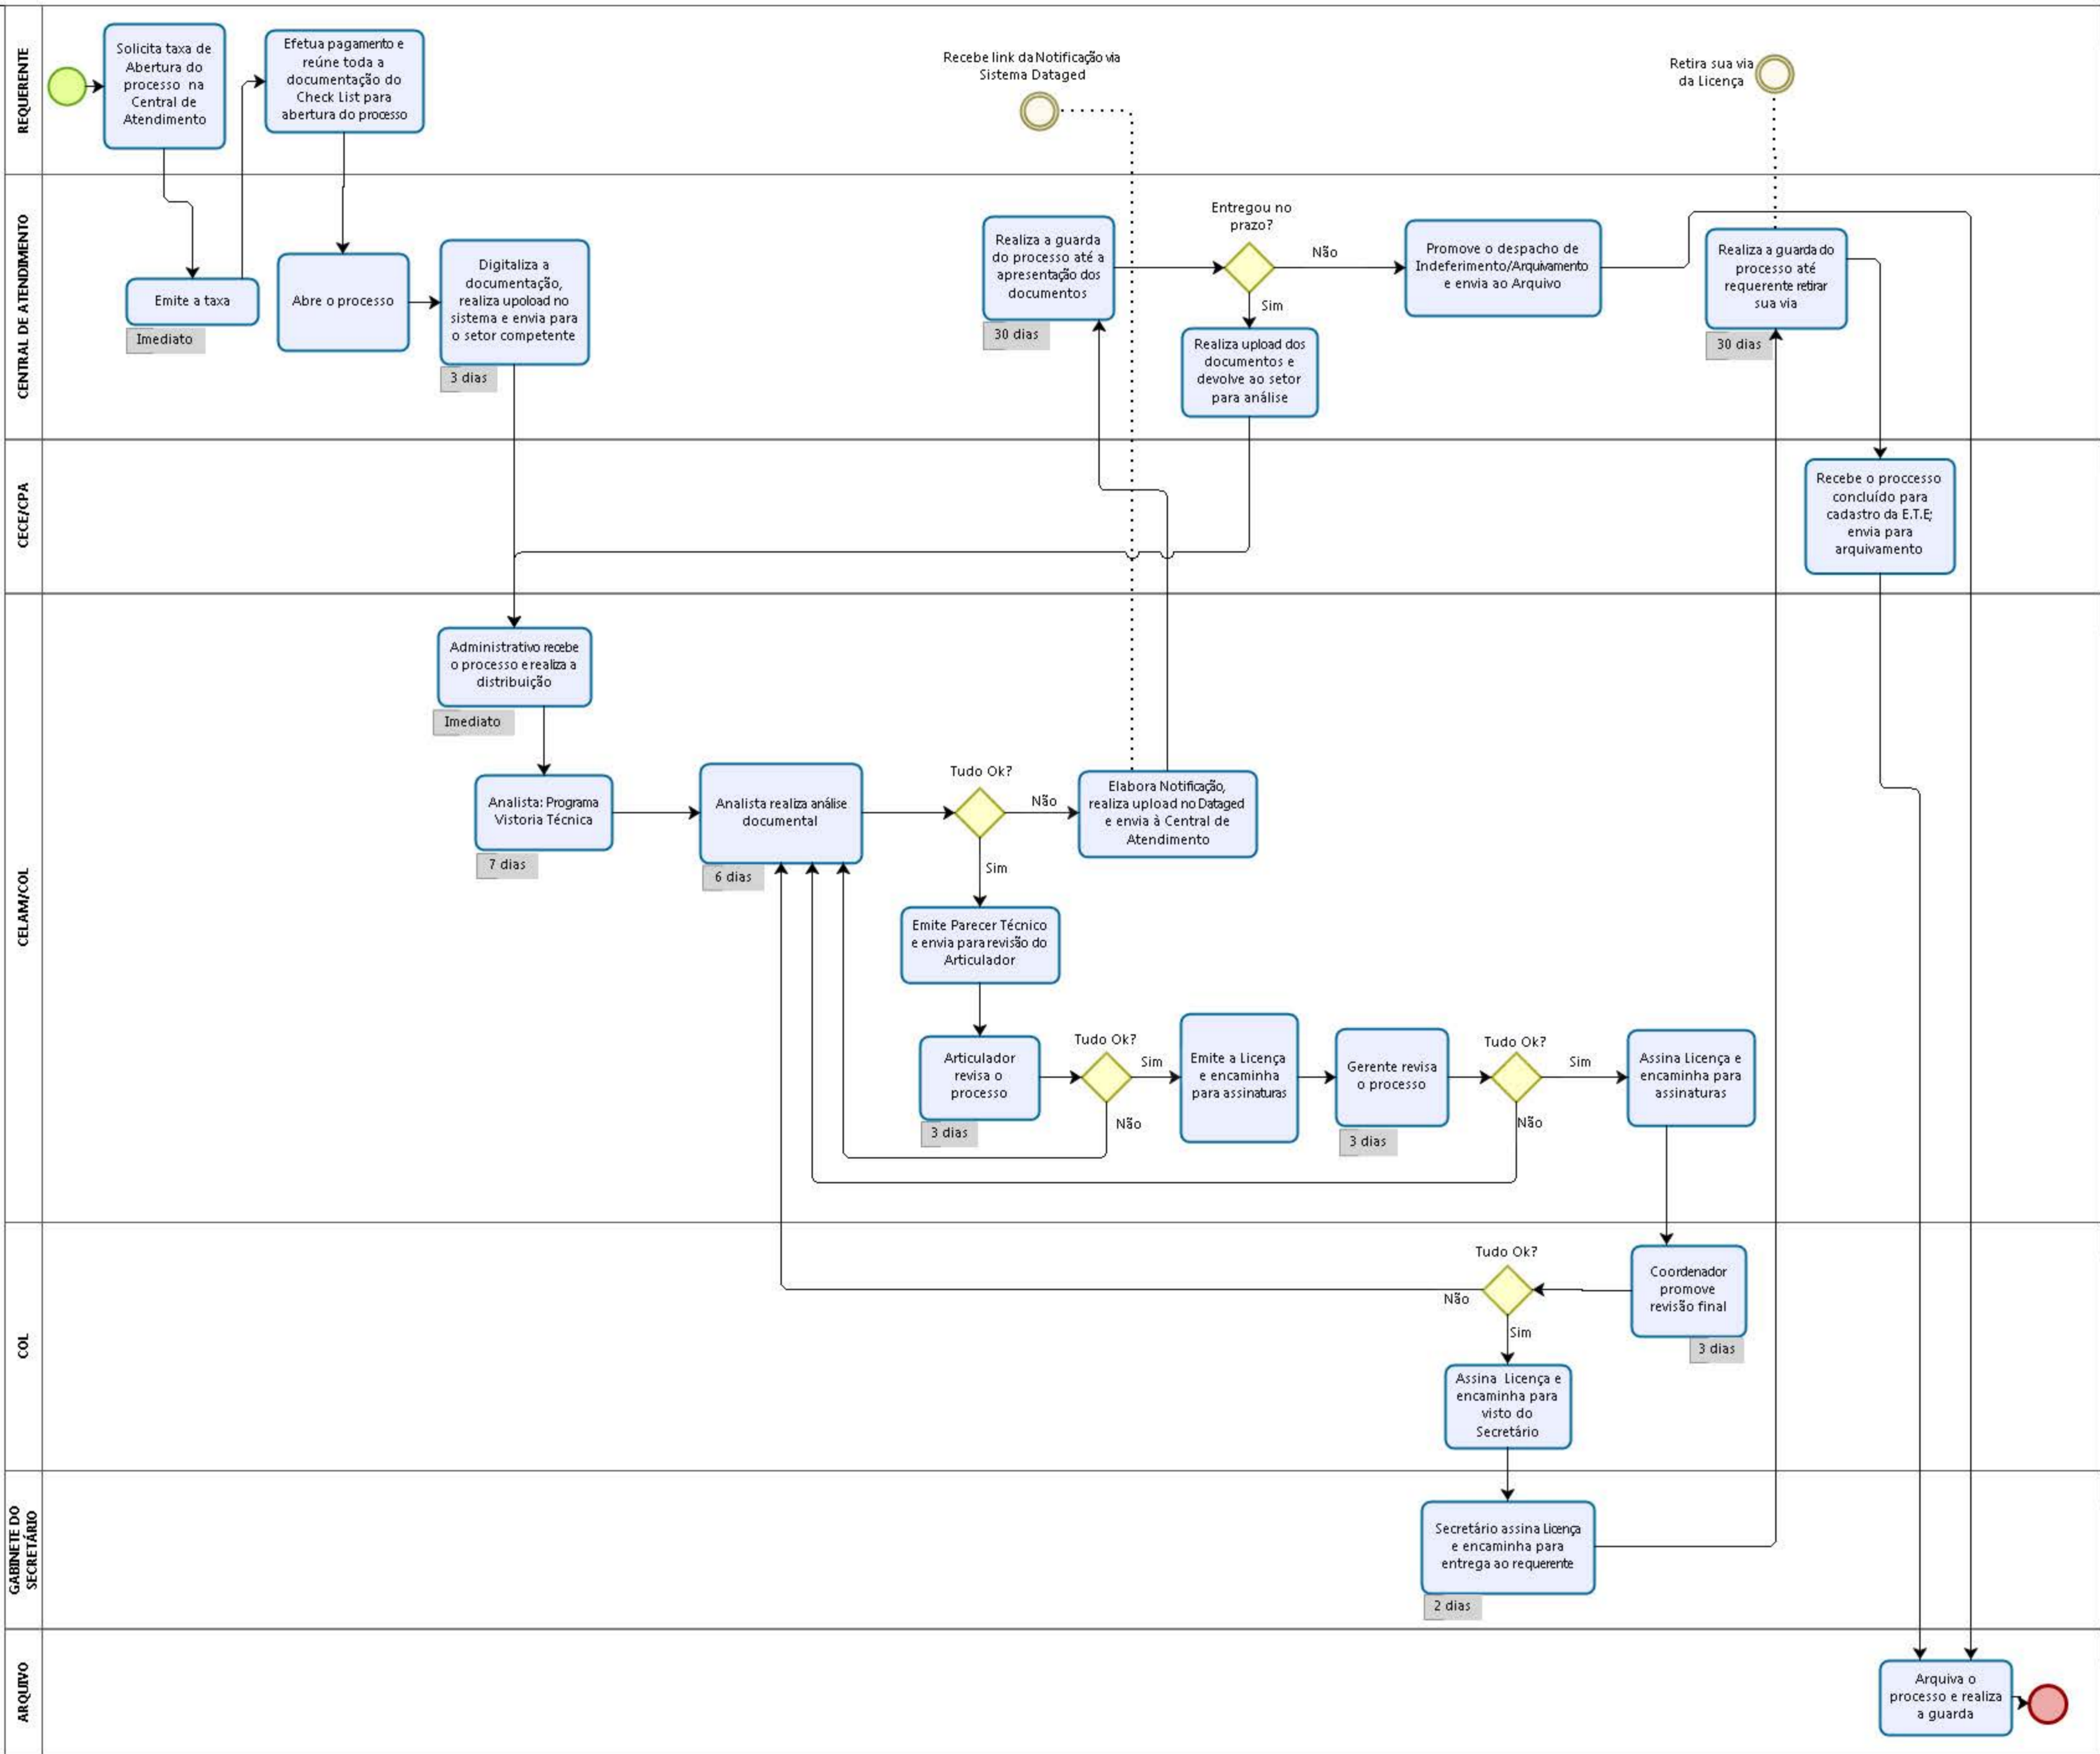 REQUERENTE
Solicita taxa de
Abertura do
processo na
Central de
Atendimento
Efetua pagamento e
reúne toda a
documentação do
Check List para
abertura do processo
Recebe link da Notificação via
Sistema Dataged
Retira sua via
da Licença
CENTRAL DE ATENDIMENTO
Emite a taxa
Imediato
Abre o processo
Digitaliza a
documentação,
realiza upoload no
sistema e envia para
o setor competente
3 dias
Realiza a guarda
do processo até a
apresentação dos
documentos
30 dias
Entregou no
prazo?
Não
Sim
Realiza upload dos
documentos e
devolve ao setor
para análise
Promove o despacho de
Indeferimento/Arquivamento
e envia ao Arquivo
Realiza a guarda do
processo até
requerente retirar
sua via
30 dias
CECE/CPA
Recebe o proccesso
concluído para
cadastro da E.T.E;
envia para
arquivamento
CELAM/COL
Administrativo recebe
o processo e realiza a
distribuição
Imediato
Analista: Programa
Vistoria Técnica
7 dias
Analista realiza análise
documental
6 dias
Tudo Ok?
Não
Sim
Elabora Notificação,
realiza upload no Dataged
e envia à Central de
Atendimento
Emite Parecer Técnico
e envia para revisão do
Articulador
Articulador
revisa o
processo
3 dias
Tudo Ok?
Sim
Não
Emite a Licença
e encaminha
para assinaturas
Gerente revisa
o processo
3 dias
Tudo Ok?
Sim
Não
Assina Licença e
encaminha para
assinaturas
COL
Tudo Ok?
Não
Sim
Coordenador
promove
revisão final
3 dias
Assina Licença e
encaminha para
visto do
Secretário
GABINETE DO
SECRETÁRIO
Secretário assina Licença
e encaminha para
entrega ao requerente
2 dias
ARQUIVO
Arquiva o
processo e realiza
a guarda